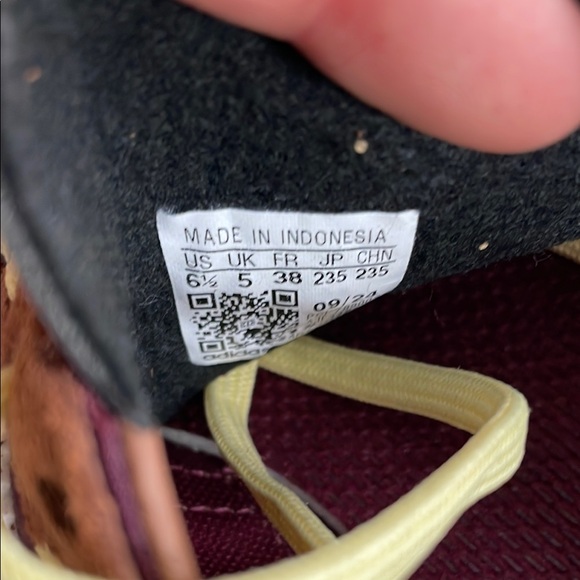 MADE IN INDONESIA
US UK FR JP CHN
6½ 5 38 235 235
09/22
adidas